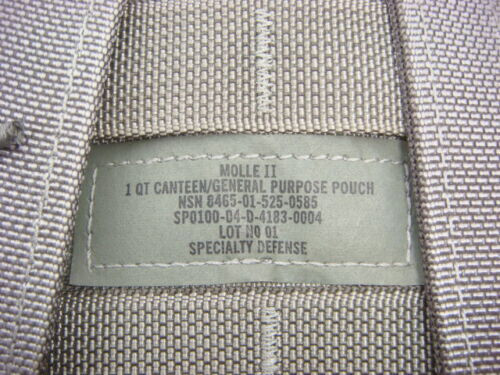 MOLLE II
1 QT CANTEEN/GENERAL PURPOSE POUCH
NSN 8465-01-525-0585
SP0100-04-D-4183-0004
LOT NO 01
SPECIALTY DEFENSE